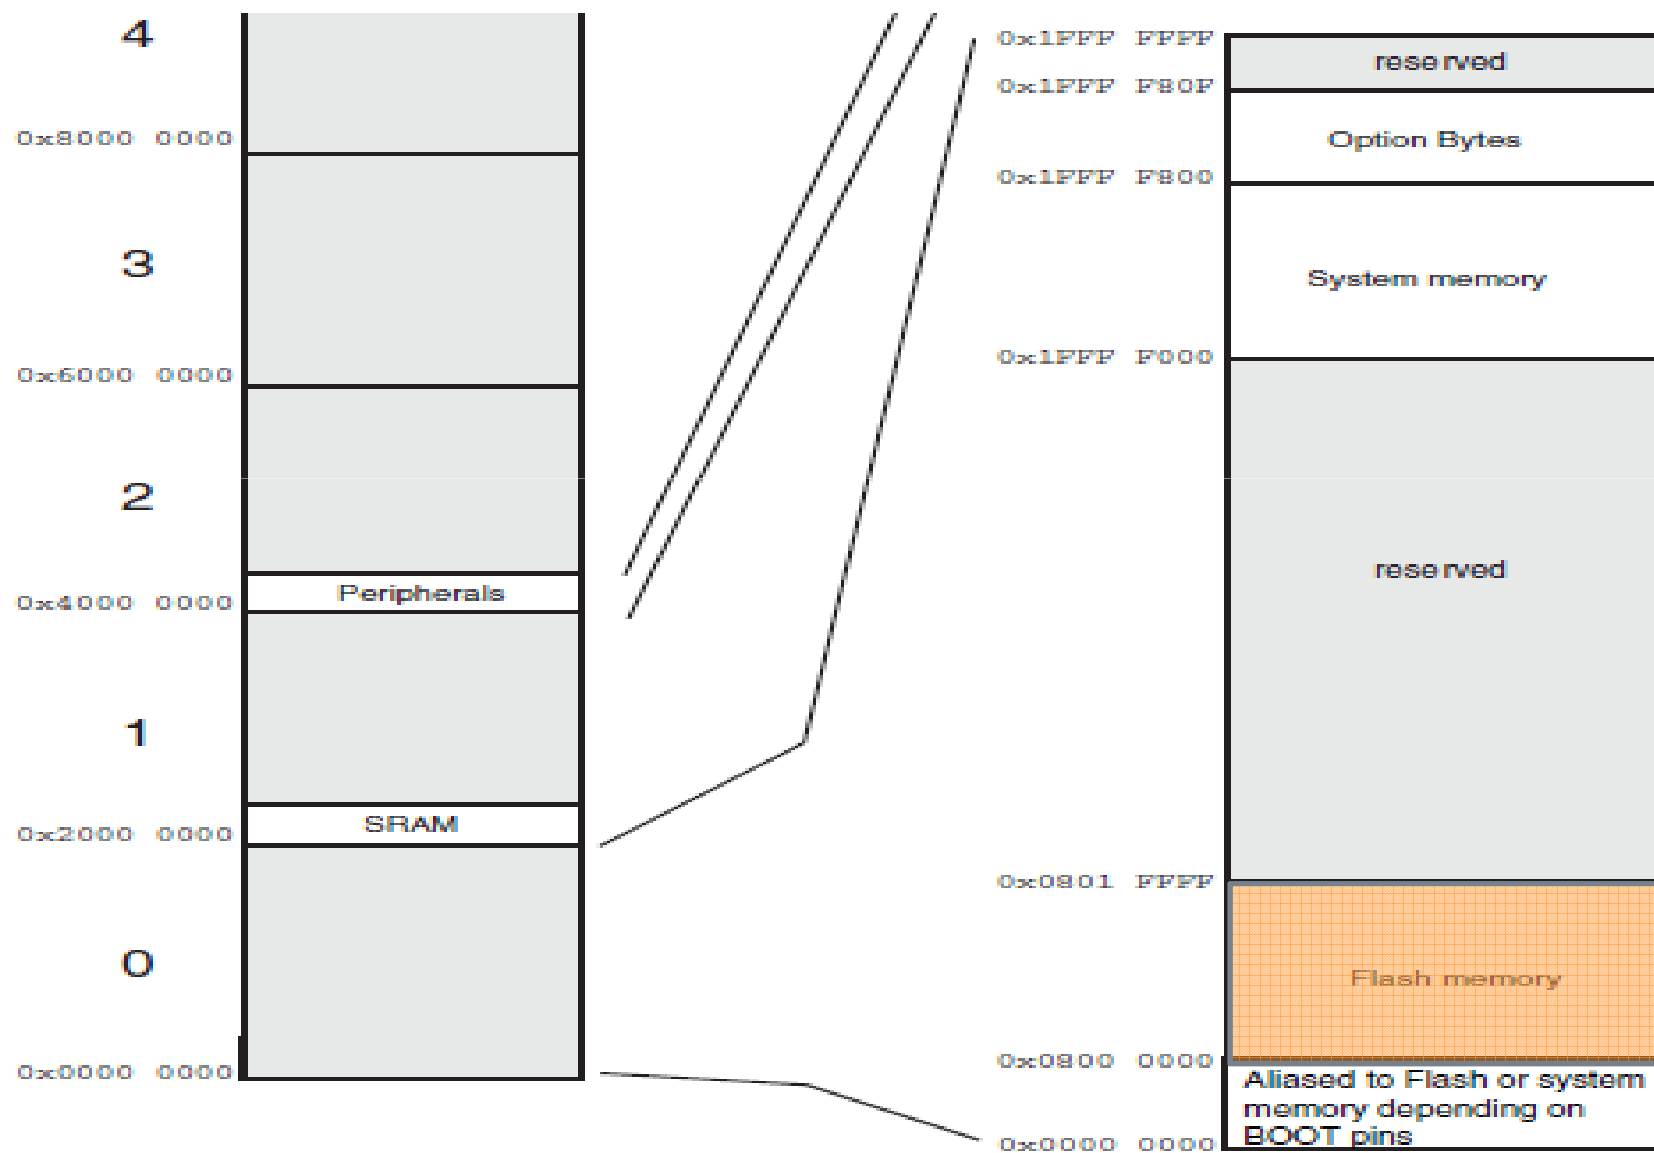 4
0x8000 0000
3
0x6000 0000
2
Peripherals
0x4000 0000
1
SRAM
0x2000 0000
0
0x0000 0000
0x1FFF FFFF
reserved
0x1FFF F80F
Option Bytes
0x1FFF F800
System memory
0x1FFF F000
reserved
0x0801 FFFF
Flash memory
0x0800 0000
Aliased to Flash or system
memory depending on
BOOT pins
0x0000 0000